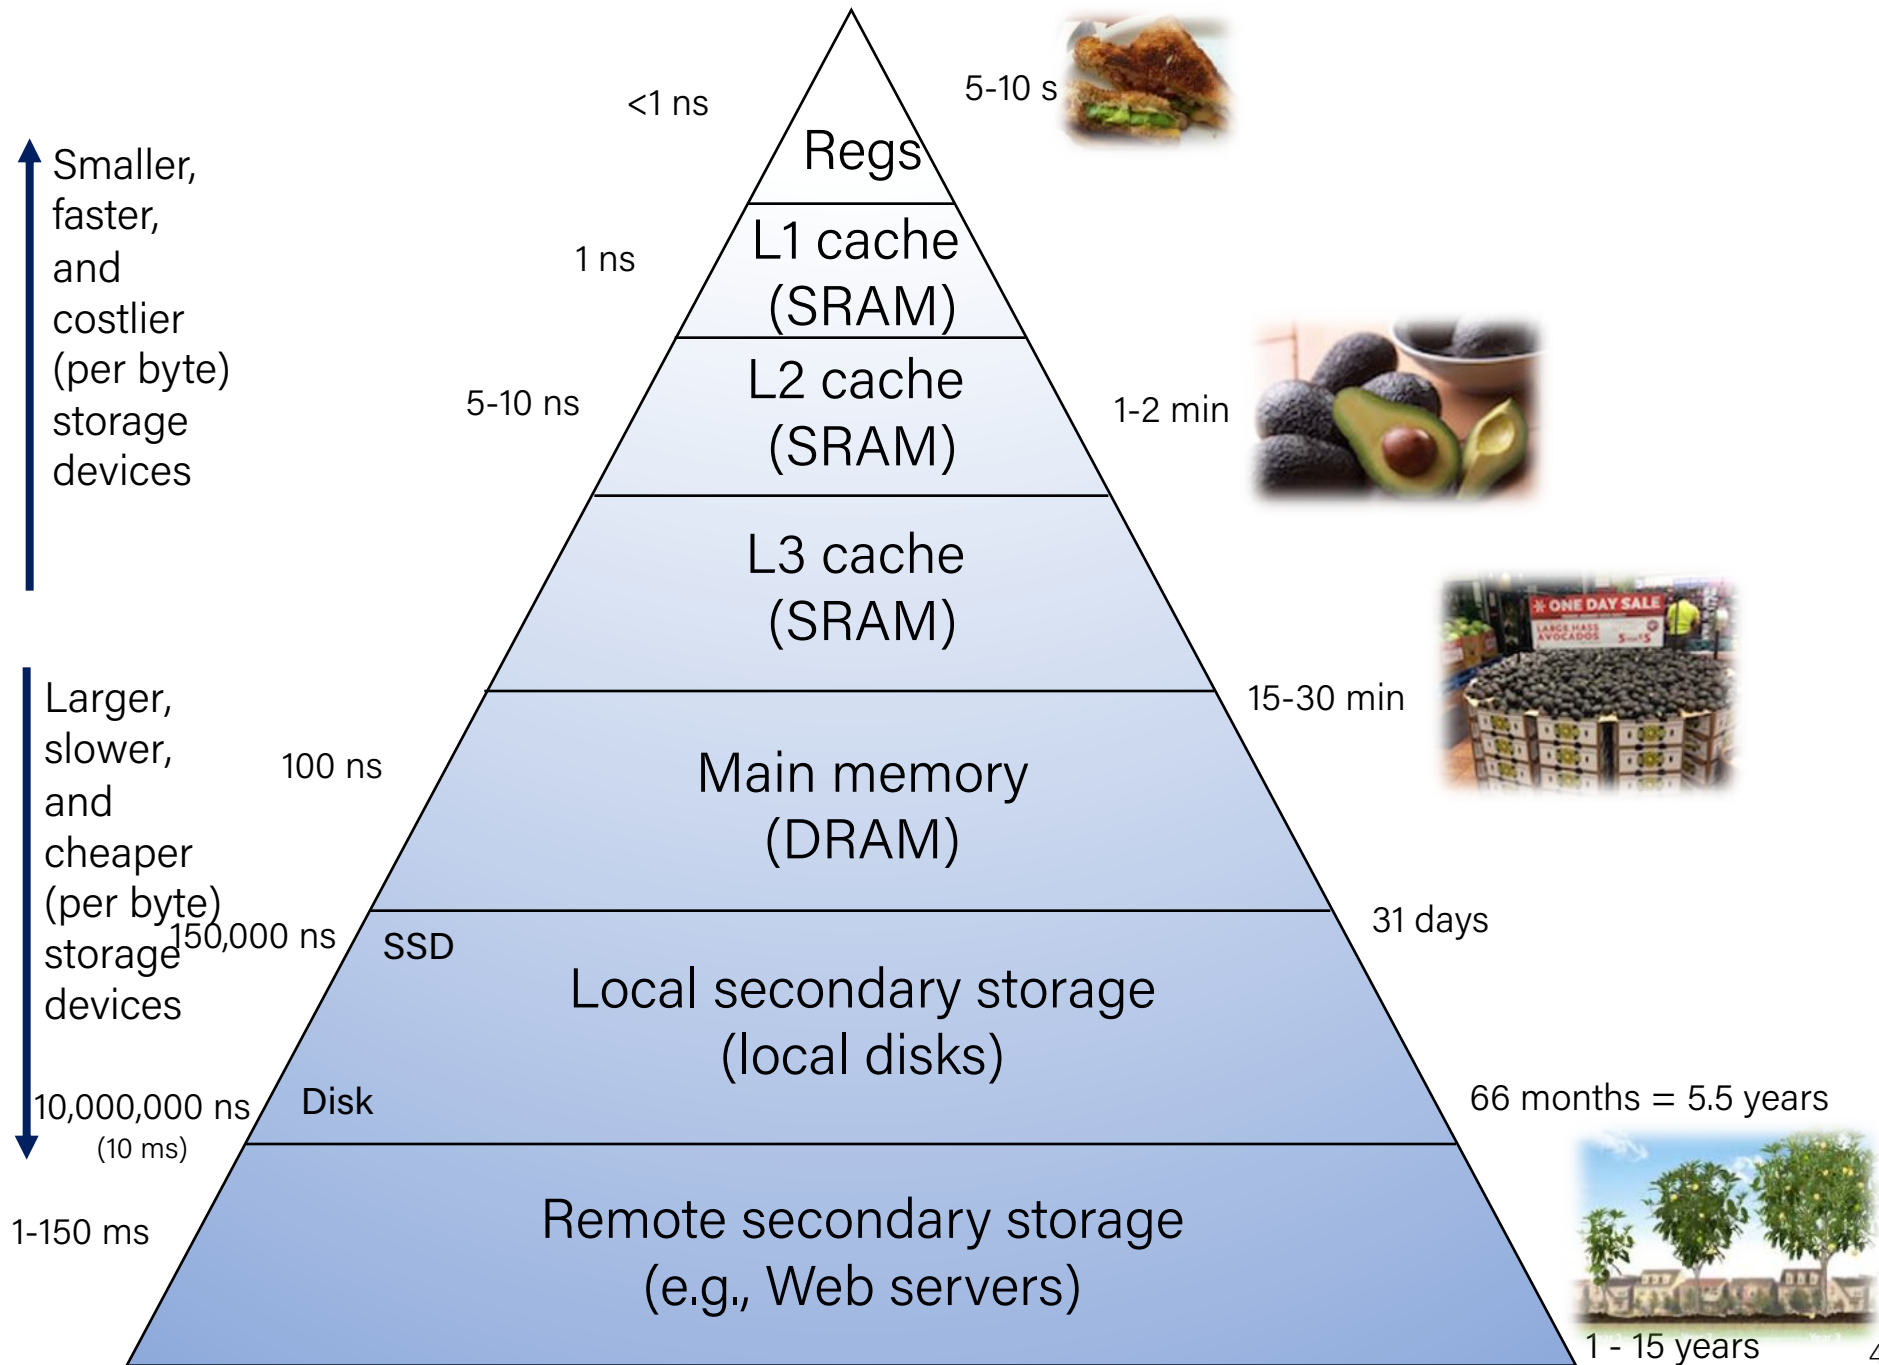 <1 ns
5-10 s
Regs
Smaller,
faster,
and
costlier
(per byte)
storage
devices
1 ns
L1 cache
(SRAM)
5-10 ns
L2 cache
(SRAM)
1-2 min
L3 cache
(SRAM)
ONE DAY SALE
LARGE HASS
AVOCADOS
15-30 min
Larger,
slower,
and
cheaper
(per byte)
storage
devices
100 ns
Main memory
(DRAM)
150,000 ns
SSD
31 days
Local secondary storage
(local disks)
10,000,000 ns
(10 ms)
Disk
66 months = 5.5 years
1-150 ms
Remote secondary storage
(e.g., Web servers)
1 - 15 years